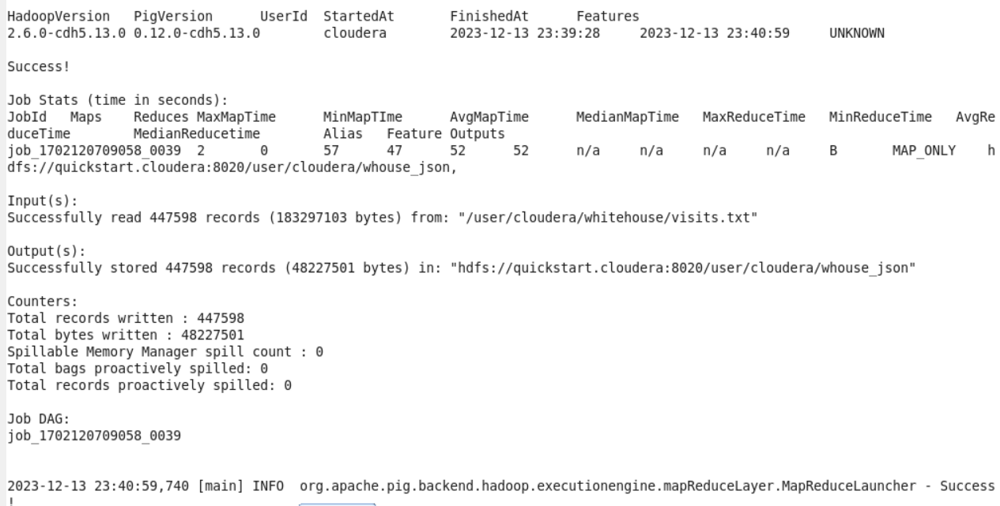 HadoopVersion   PigVersion      UserId  StartedAt       FinishedAt      Features
2.6.0-cdh5.13.0 0.12.0-cdh5.13.0        cloudera        2023-12-13 23:39:28     2023-12-13 23:40:59     UNKNOWN

Success!

Job Stats (time in seconds):
JobId   Maps    Reduces MaxMapTime      MinMapTIme      AvgMapTime      MedianMapTime   MaxReduceTime   MinReduceTime   AvgRe
duceTime        MedianReducetime        Alias   Feature Outputs
job_1702120709058_0039  2       0       57      47      52      52      n/a     n/a     n/a     n/a     B       MAP_ONLY    h
dfs://quickstart.cloudera:8020/user/cloudera/whouse_json,

Input(s):
Successfully read 447598 records (183297103 bytes) from: "/user/cloudera/whitehouse/visits.txt"

Output(s):
Successfully stored 447598 records (48227501 bytes) in: "hdfs://quickstart.cloudera:8020/user/cloudera/whouse_json"

Counters:
Total records written : 447598
Total bytes written : 48227501
Spillable Memory Manager spill count : 0
Total bags proactively spilled: 0
Total records proactively spilled: 0

Job DAG:
job_1702120709058_0039

2023-12-13 23:40:59,740 [main] INFO  org.apache.pig.backend.hadoop.executionengine.mapReduceLayer.MapReduceLauncher - Success
!